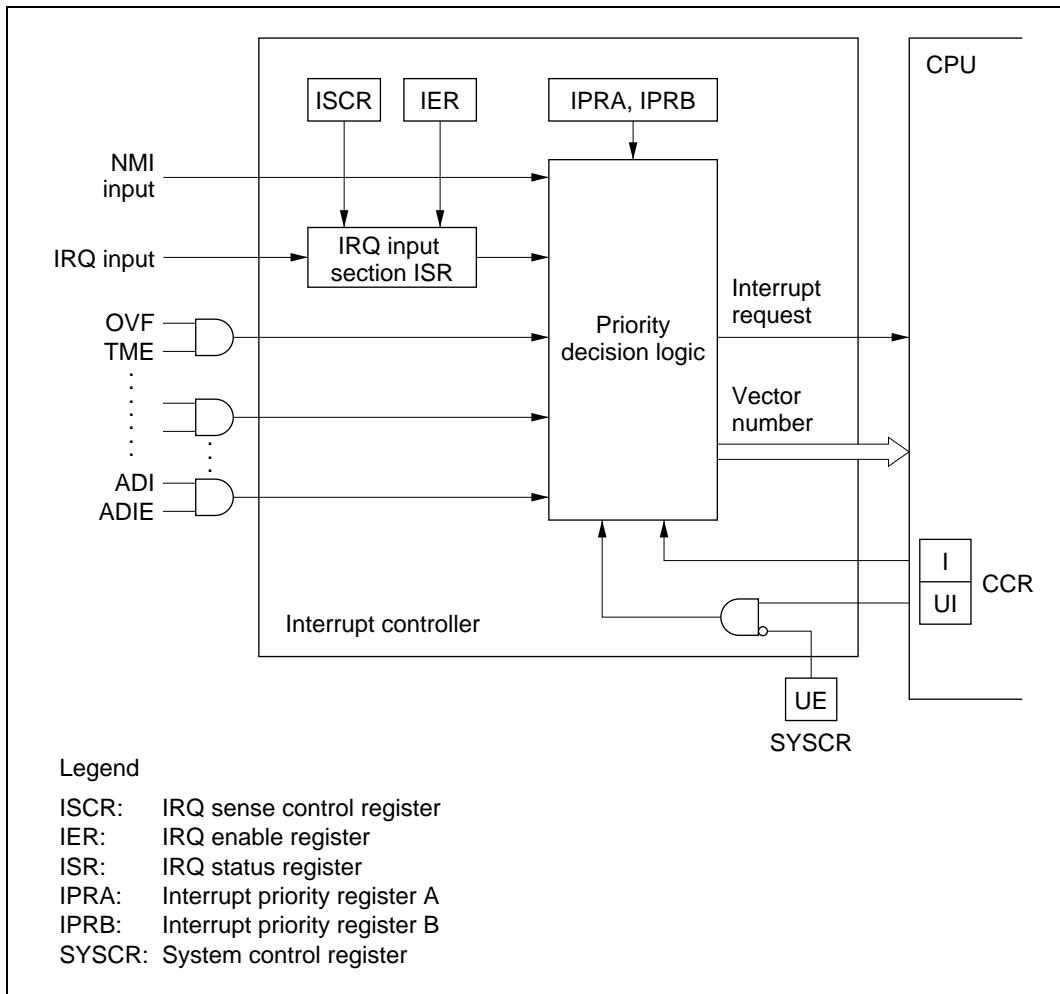 CPU
ISCR
IER
IPRA, IPRB
NMI
input
IRQ input
IRQ input
section ISR
OVF
TME
Priority
decision logic
Interrupt
request
Vector
number
ADI
ADIE
I
UI
CCR
Interrupt controller
UE
SYSCR
Legend
ISCR: IRQ sense control register
IER: IRQ enable register
ISR: IRQ status register
IPRA: Interrupt priority register A
IPRB: Interrupt priority register B
SYSCR: System control register